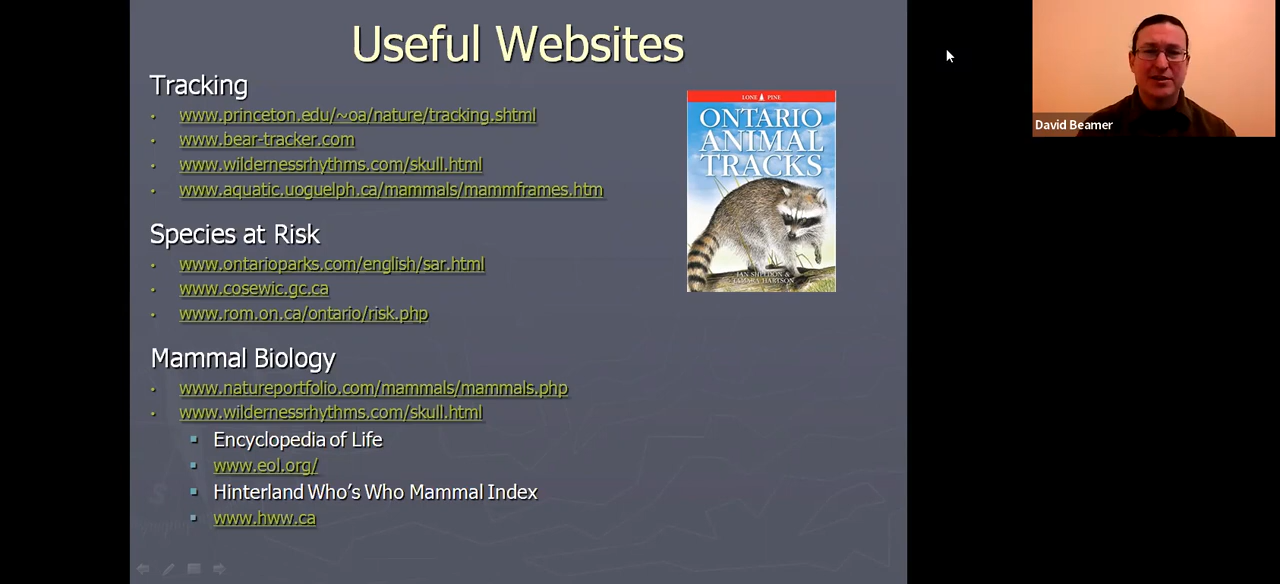 Useful Websites
Tracking
www.princeton.edu/~oa/nature/tracking.shtml
www.bear-tracker.com
www.wildernessrhythms.com/skull.html
www.aquatic.uoguelph.ca/mammals/mammframes.htm
Species at Risk
www.ontarioparks.com/english/sar.html
www.cosewic.gc.ca
www.rom.on.ca/ontario/risk.php
Mammal Biology
www.natureportfolio.com/mammals/mammals.php
www.wildernessrhythms.com/skull.html
Encyclopedia of Life
www.eol.org/
Hinterland Who's Who Mammal Index
www.hww.ca
LONE PINE
ONTARIO
ANIMAL
TRACKS
IAN SHELDON &
TAMARA HARTSON
David Beamer